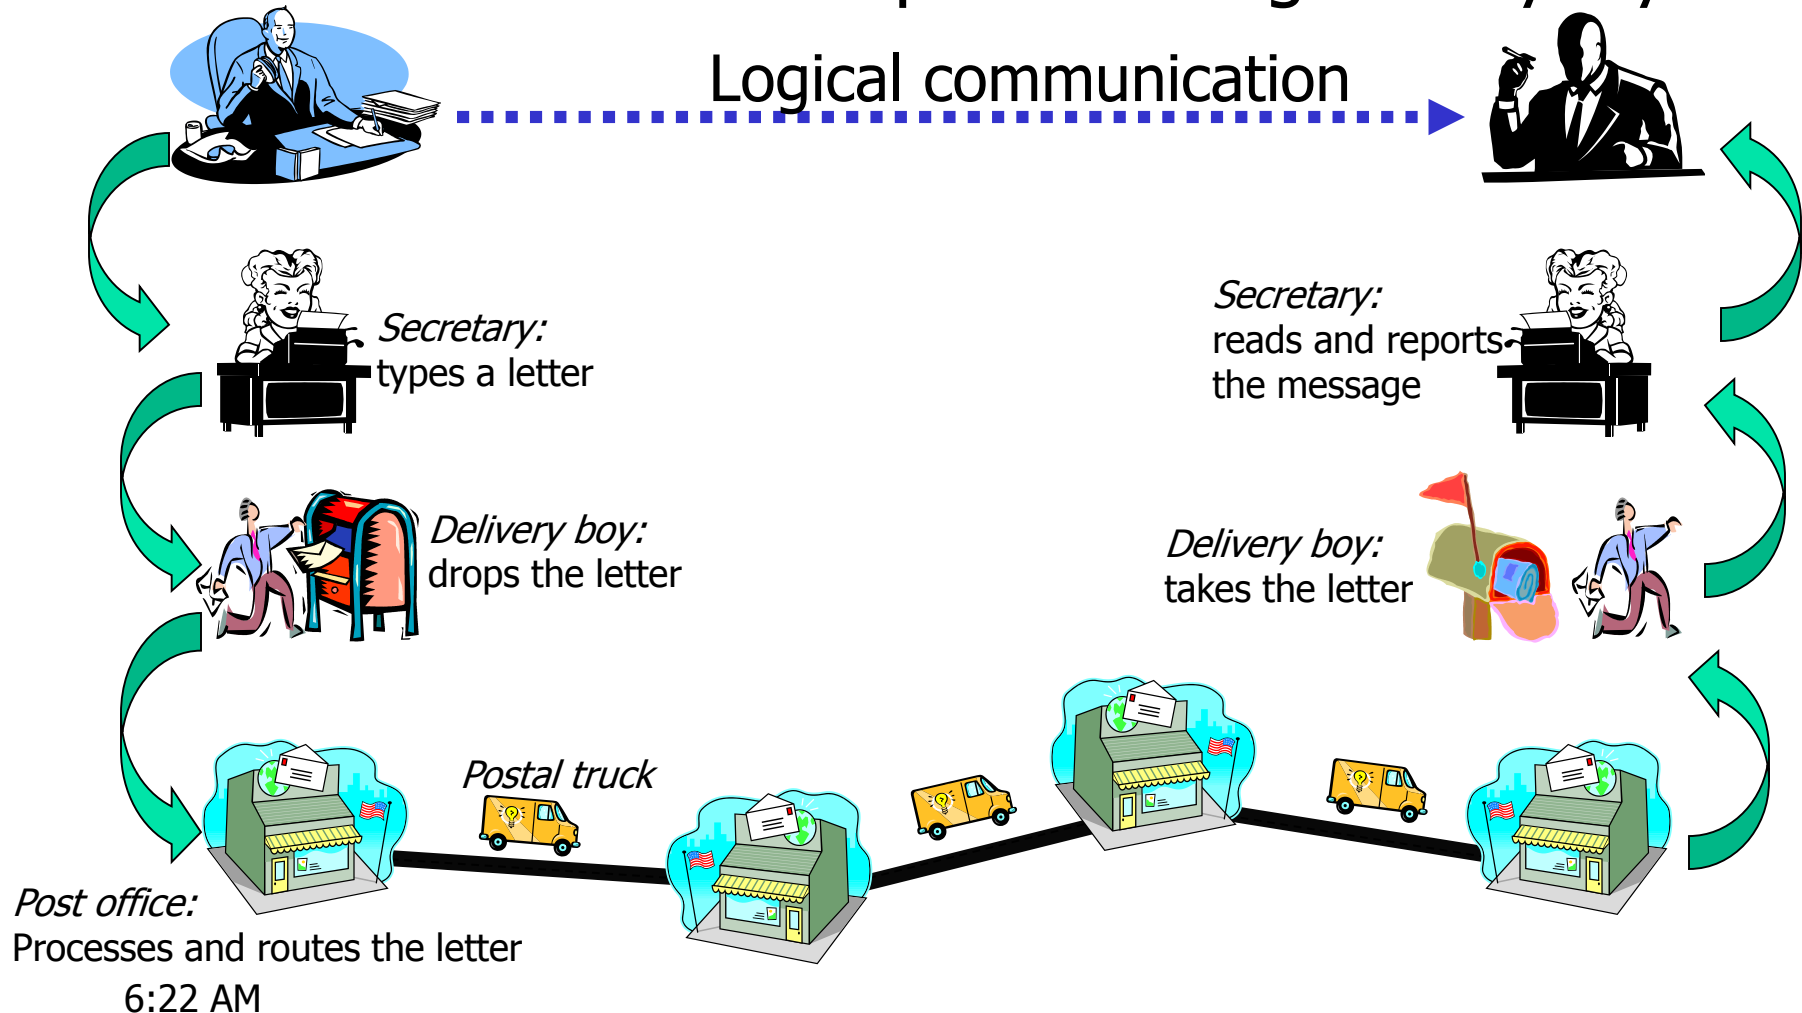 Logical communication
Secretary:
types a letter
Secretary:
reads and reports
the message
Delivery boy:
drops the letter
Delivery boy:
takes the letter
Postal truck
Post office:
Processes and routes the letter
6:22 AM